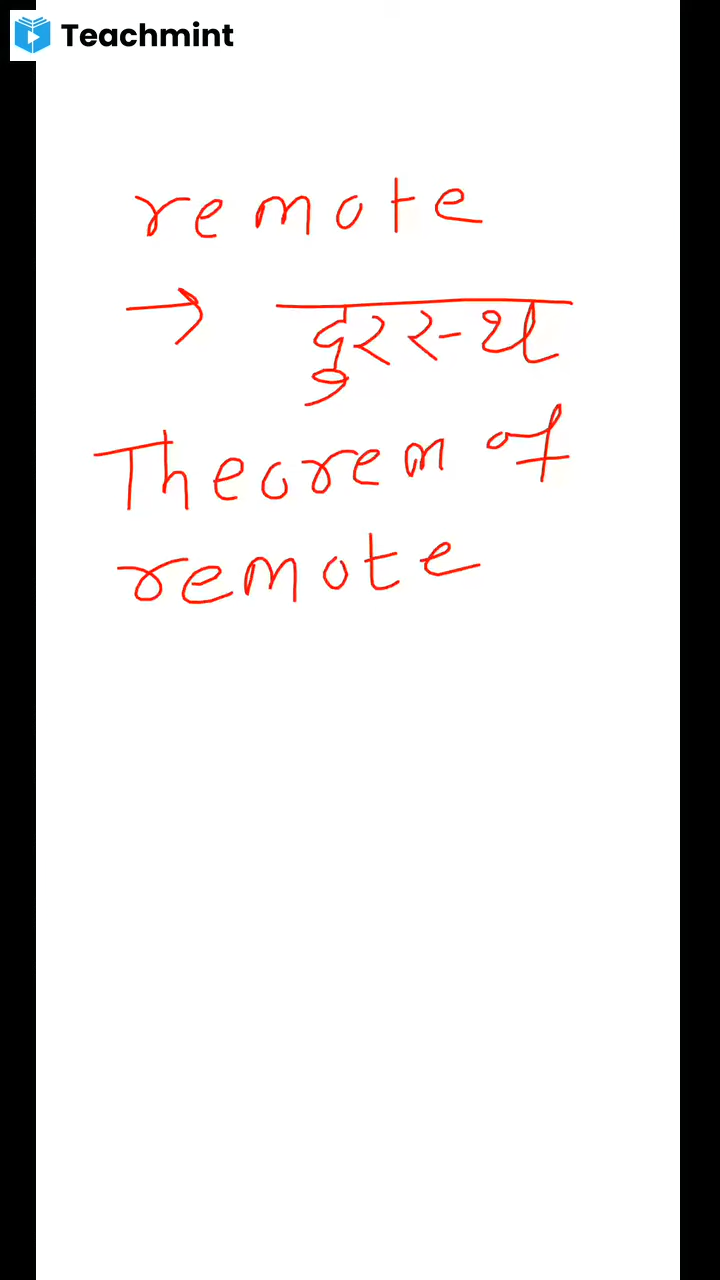 Teachmint
remote
→ दुरस्थ
Theorem of
remote